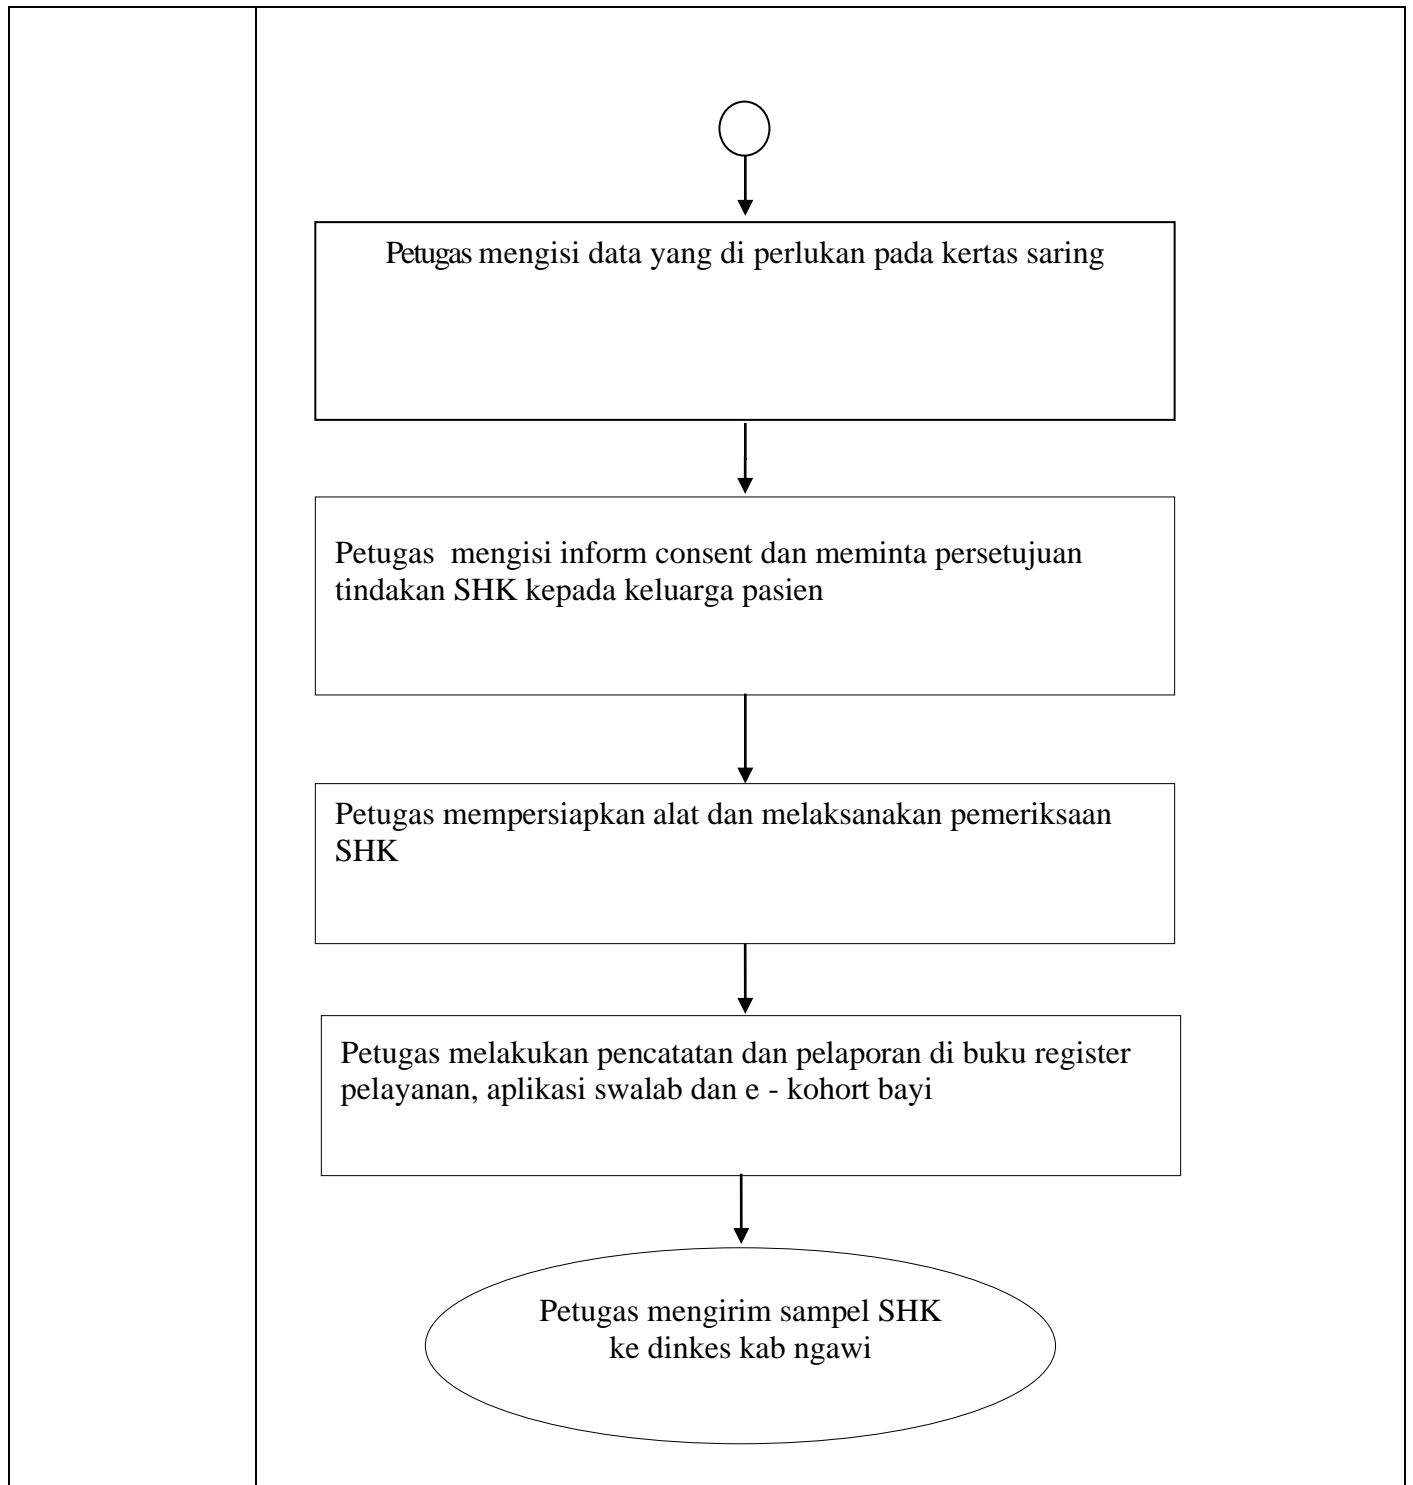 Petugas mengisi data yang di perlukan pada kertas saring
Petugas mengisi inform consent dan meminta persetujuan
tindakan SHK kepada keluarga pasien
Petugas mempersiapkan alat dan melaksanakan pemeriksaan
SHK
Petugas melakukan pencatatan dan pelaporan di buku register
pelayanan, aplikasi swalab dan e - kohort bayi
Petugas mengirim sampel SHK
ke dinkes kab ngawi